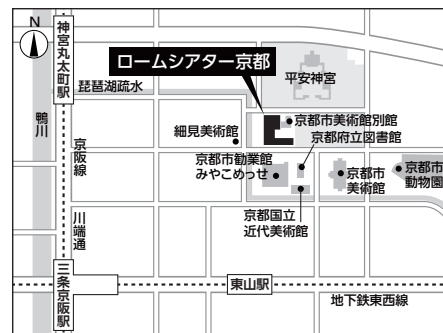 N
神宮丸太町駅
ロームシアター京都
平安神宮
琵琶湖疏水
鴨川
京都市美術館別館
細見美術館
京都府立図書館
京阪線
京都市勧業館
みやこめっせ
京都市
美術館
京都市
動物園
京都国立
近代美術館
川端通
三条京阪駅
東山駅
地下鉄東西線